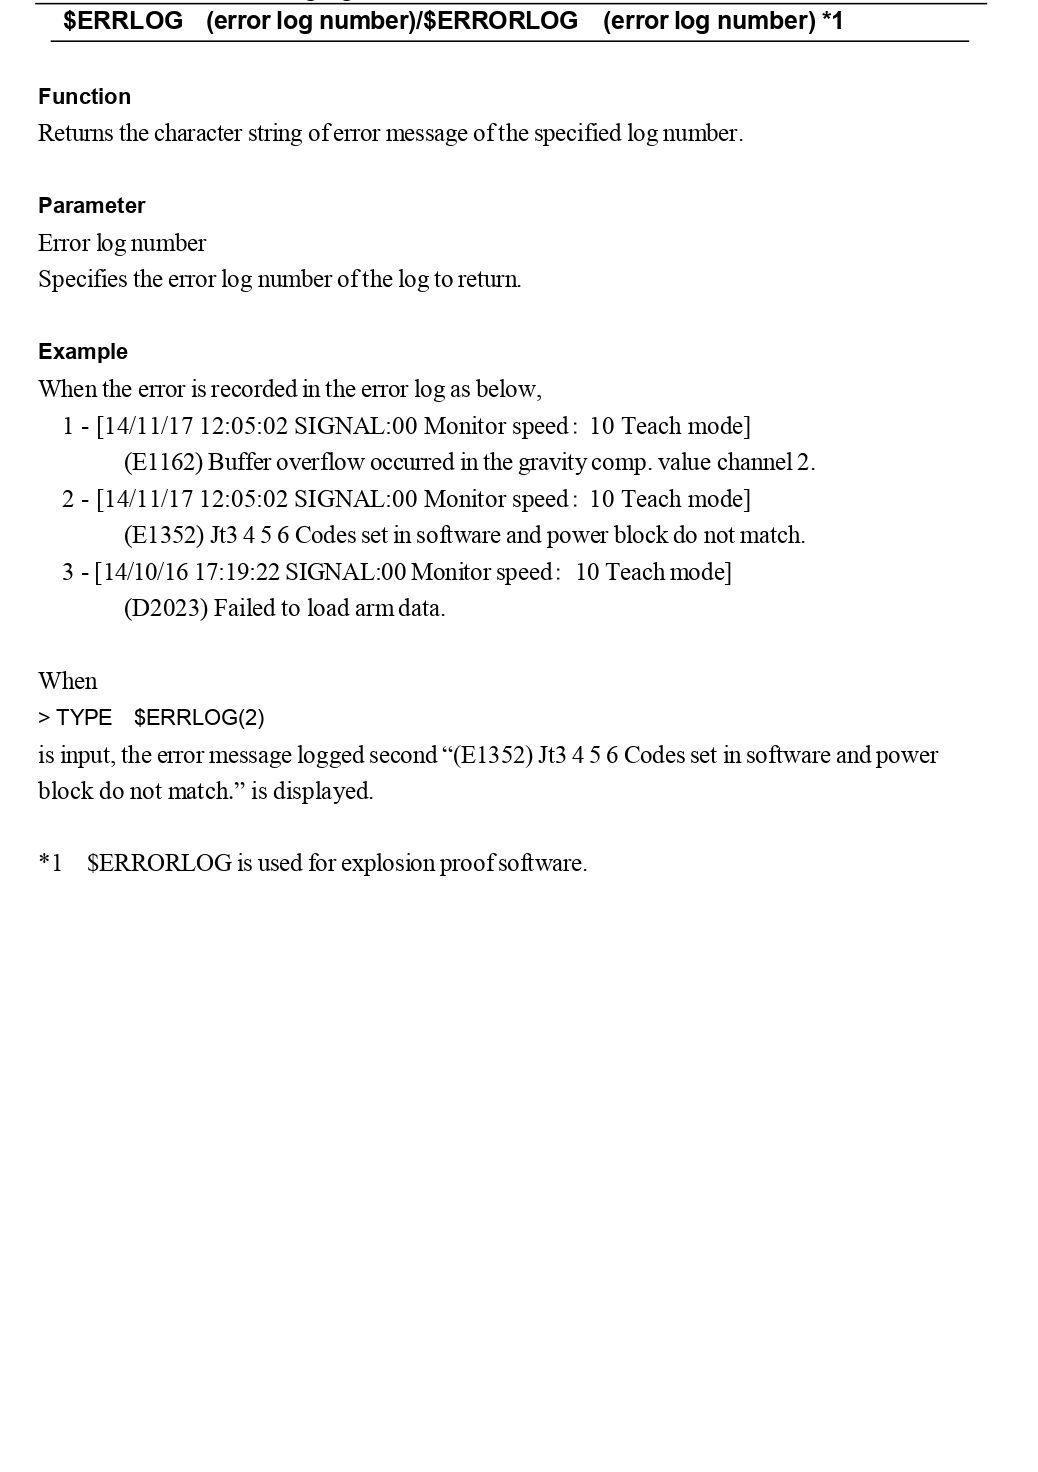 $ERRLOG (error log number)/$ERRORLOG (error log number) *1
Function
Returns the character string of error message of the specified log number.
Parameter
Error log number
Specifies the error log number of the log to return.
Example
When the error is recorded in the error log as below,
1 - [14/11/17 12:05:02 SIGNAL:00 Monitor speed: 10 Teach mode]
(E1162) Buffer overflow occurred in the gravity comp. value channel 2.
2 - [14/11/17 12:05:02 SIGNAL:00 Monitor speed: 10 Teach mode]
(E1352) Jt3 4 5 6 Codes set in software and power block do not match.
3 - [14/10/16 17:19:22 SIGNAL:00 Monitor speed: 10 Teach mode]
(D2023) Failed to load arm data.
When
> TYPE $ERRLOG(2)
is input, the error message logged second “(E1352) Jt3 4 5 6 Codes set in software and power
block do not match.” is displayed.
*1 $ERRORLOG is used for explosion proof software.